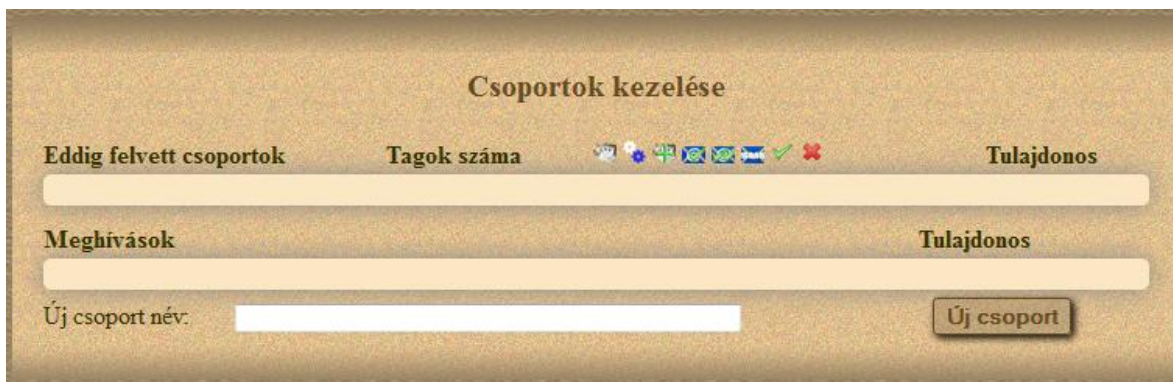 Csoportok kezelése
Eddig felvett csoportok Tagok száma Tulajdonos
Meghívások Tulajdonos
Új csoport név: Új csoport